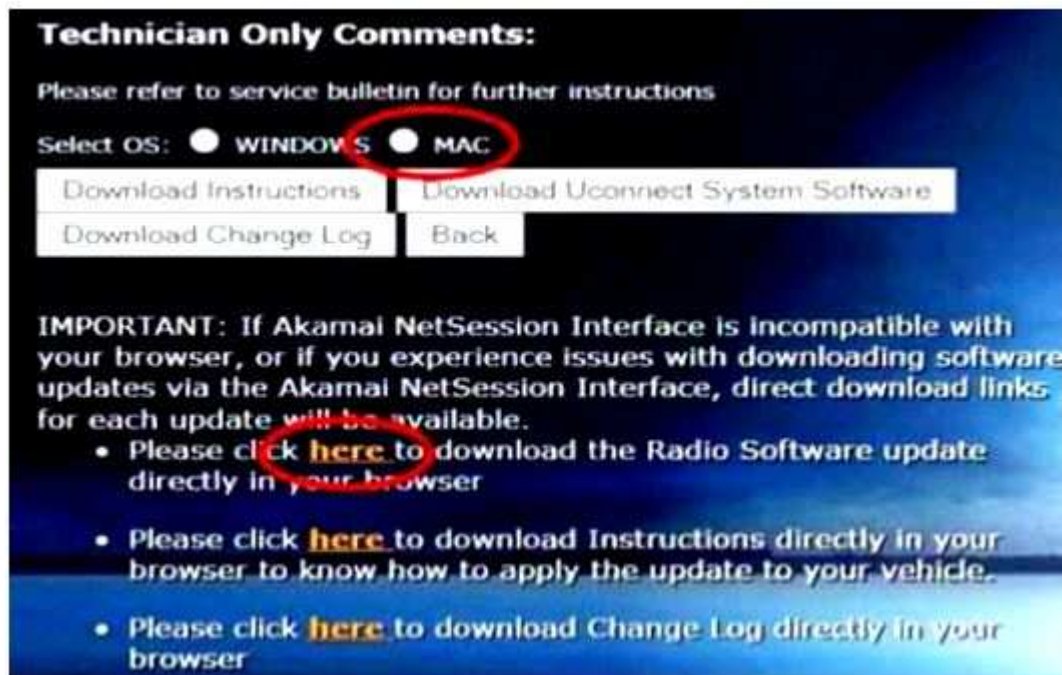 Technician Only Comments:
Please refer to service bulletin for further instructions
Select OS: WINDOWS MAC
Download Instructions Download Uconnect System Software
Download Change Log Back
IMPORTANT: If Akamai NetSession Interface is incompatible with
your browser, or if you experience issues with downloading software
updates via the Akamai NetSession Interface, direct download links
for each update will be available.
• Please click here to download the Radio Software update
directly in your browser
• Please click here to download Instructions directly in your
browser to know how to apply the update to your vehicle.
• Please click here to download Change Log directly in your
browser